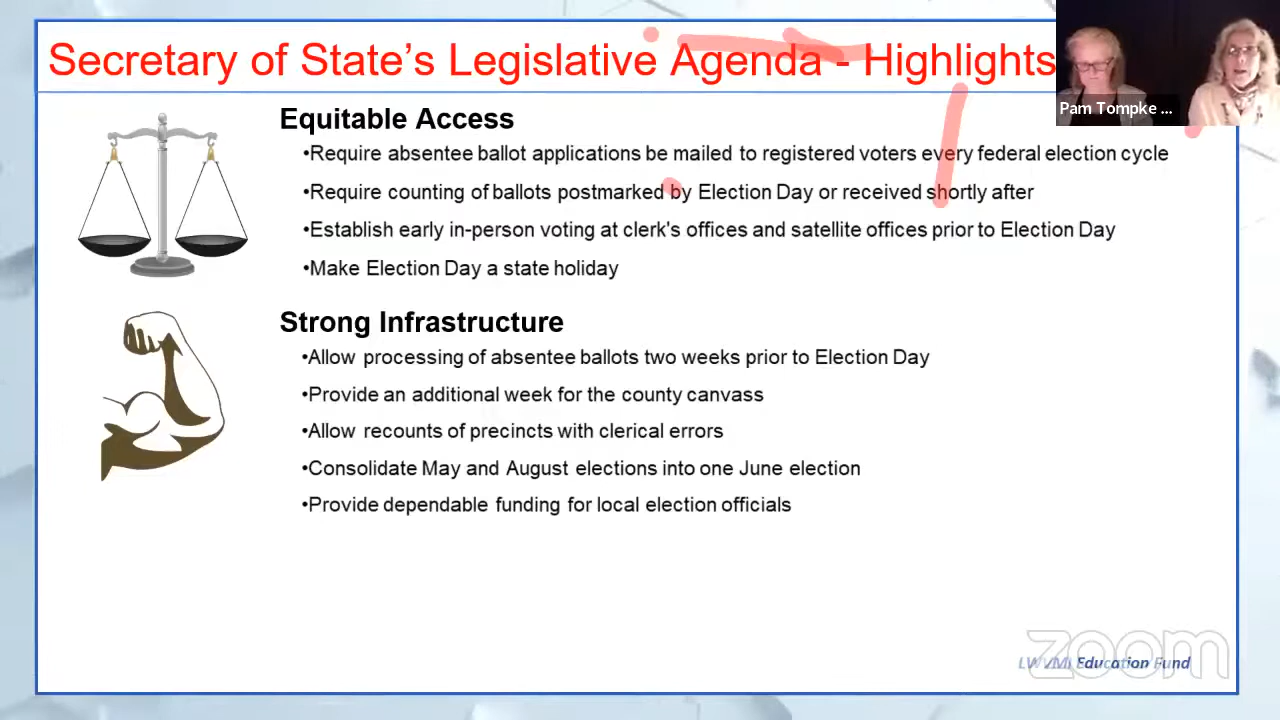 Secretary of State’s Legislative Agenda - Highlights
Pam Tompke ...
Equitable Access
•Require absentee ballot applications be mailed to registered voters every federal election cycle
•Require counting of ballots postmarked by Election Day or received shortly after
•Establish early in-person voting at clerk's offices and satellite offices prior to Election Day
•Make Election Day a state holiday
Strong Infrastructure
•Allow processing of absentee ballots two weeks prior to Election Day
•Provide an additional week for the county canvass
•Allow recounts of precincts with clerical errors
•Consolidate May and August elections into one June election
•Provide dependable funding for local election officials
zoom
LWVMI Education Fund